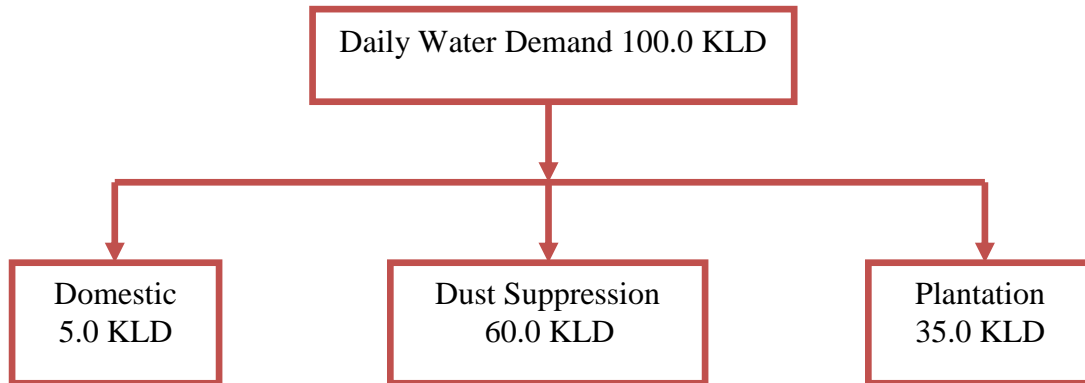 Daily Water Demand 100.0 KLD
Domestic
5.0 KLD
Dust Suppression
60.0 KLD
Plantation
35.0 KLD